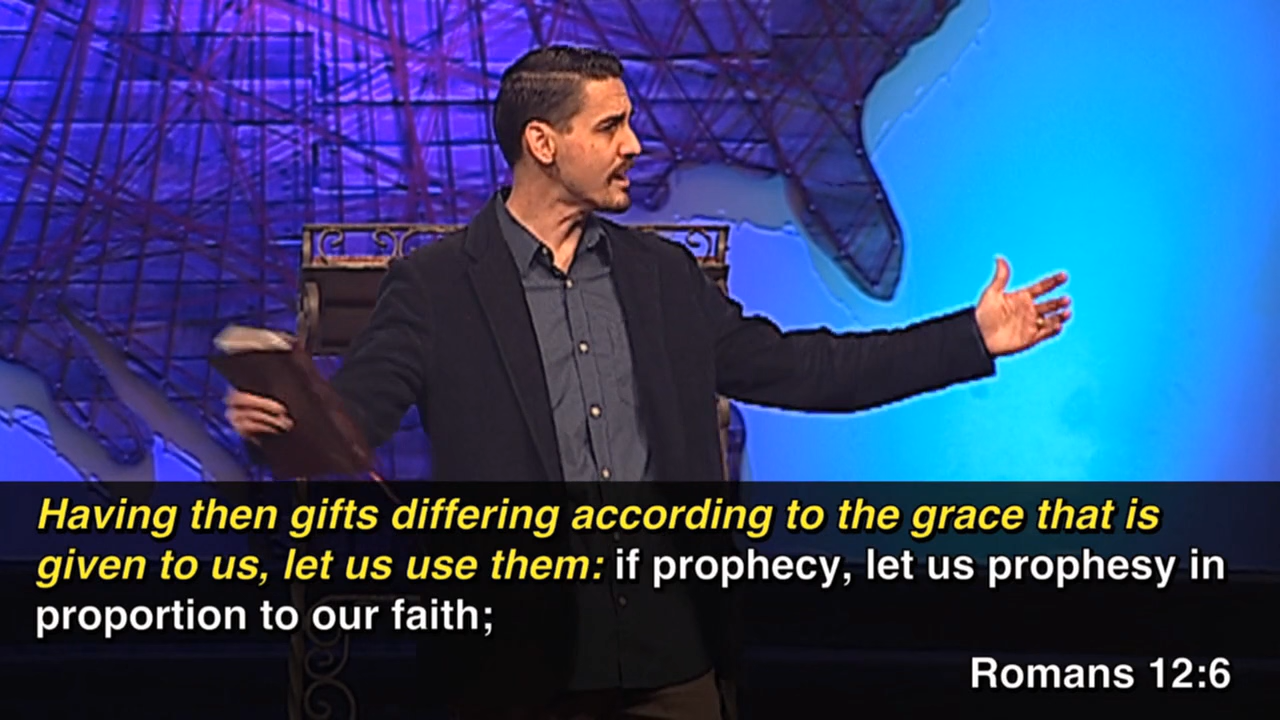 Having then gifts differing according to the grace that is
given to us, let us use them: if prophecy, let us prophesy in
proportion to our faith;
Romans 12:6